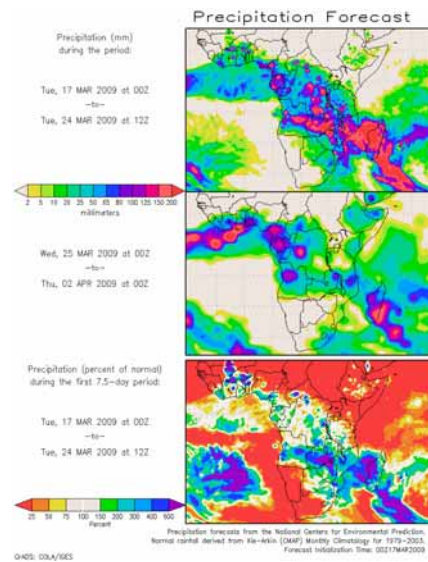 Precipitation Forecast
Precipitation (mm)
during the period:
Tue, 17 MAR 2009 at 00Z
-to-
Tue, 24 MAR 2009 at 12Z
2 5 10 20 35 50 80 100 125 150 200
millimeters
Wed, 25 MAR 2009 at 00Z
-to-
Thu, 02 APR 2009 at 00Z
Precipitation (percent of normal)
during the first 7.5-day period:
Tue, 17 MAR 2009 at 00Z
-to-
Tue, 24 MAR 2009 at 12Z
25 50 75 100 150 200 300 400 500
Percent
Precipitation forecasts from the National Centers for Environmental Prediction.
Normal rainfall derived from Xie-Arkin (CMAP) Monthly Climatology for 1979-2003.
Forecast Initialization Time: 00Z17MAR2009
GrADS: COLA/IGES